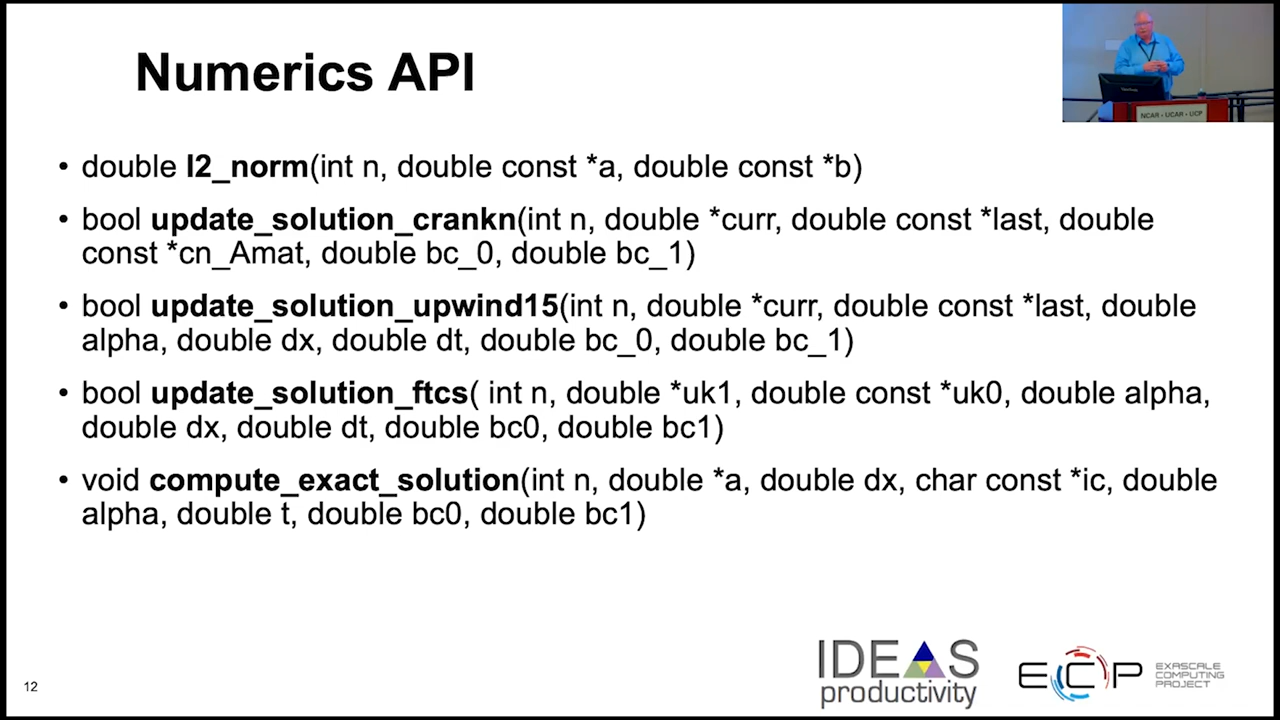 Numerics API
• double l2_norm(int n, double const *a, double const *b)
• bool update_solution_crankn(int n, double *curr, double const *last, double
const *cn_Amat, double bc_0, double bc_1)
• bool update_solution_upwind15(int n, double *curr, double const *last, double
alpha, double dx, double dt, double bc_0, double bc_1)
• bool update_solution_ftcs( int n, double *uk1, double const *uk0, double alpha,
double dx, double dt, double bc0, double bc1)
• void compute_exact_solution(int n, double *a, double dx, char const *ic, double
alpha, double t, double bc0, double bc1)
NCAR • UCAR • UCP
12
IDEAS
productivity
ECP
EXASCALE
COMPUTING
PROJECT